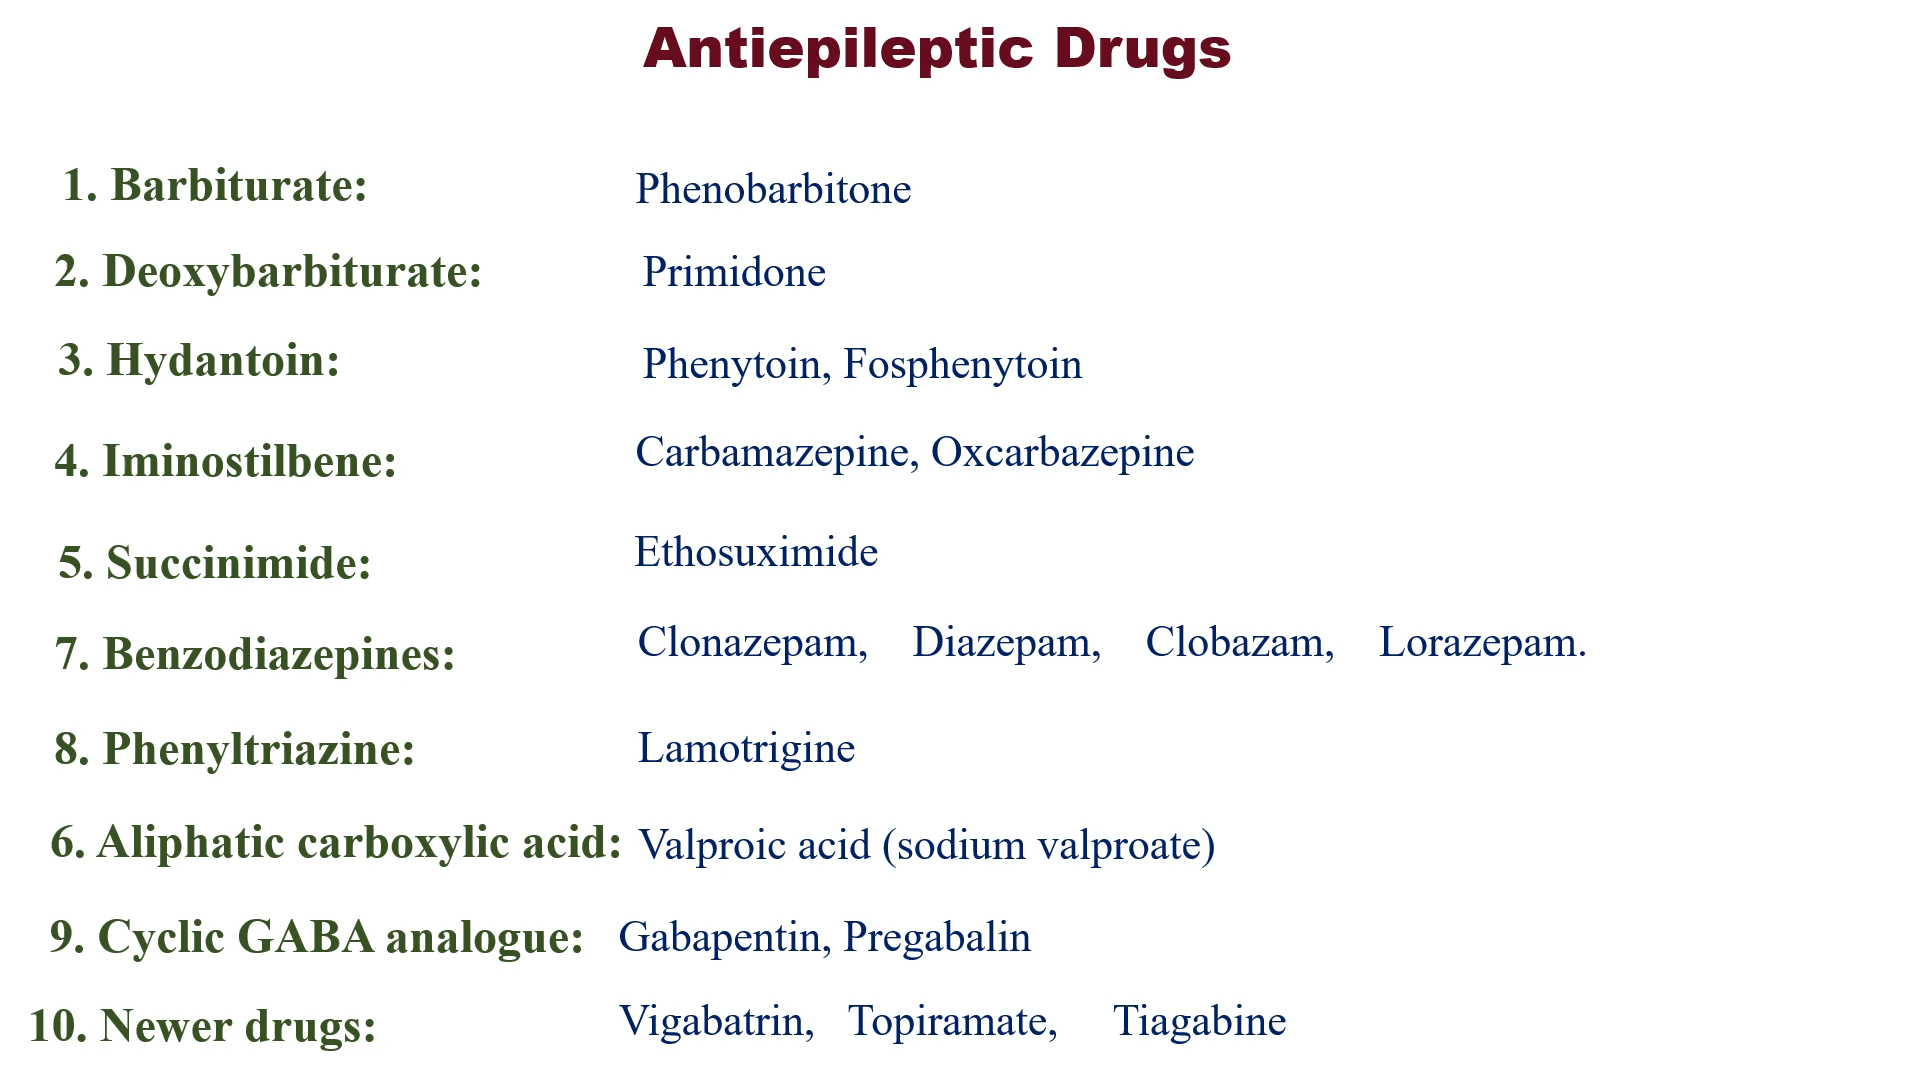 Antiepileptic Drugs
1. Barbiturate: Phenobarbitone
2. Deoxybarbiturate: Primidone
3. Hydantoin: Phenytoin, Fosphenytoin
4. Iminostilbene: Carbamazepine, Oxcarbazepine
5. Succinimide: Ethosuximide
7. Benzodiazepines: Clonazepam, Diazepam, Clobazam, Lorazepam.
8. Phenyltriazine: Lamotrigine
6. Aliphatic carboxylic acid: Valproic acid (sodium valproate)
9. Cyclic GABA analogue: Gabapentin, Pregabalin
10. Newer drugs: Vigabatrin, Topiramate, Tiagabine